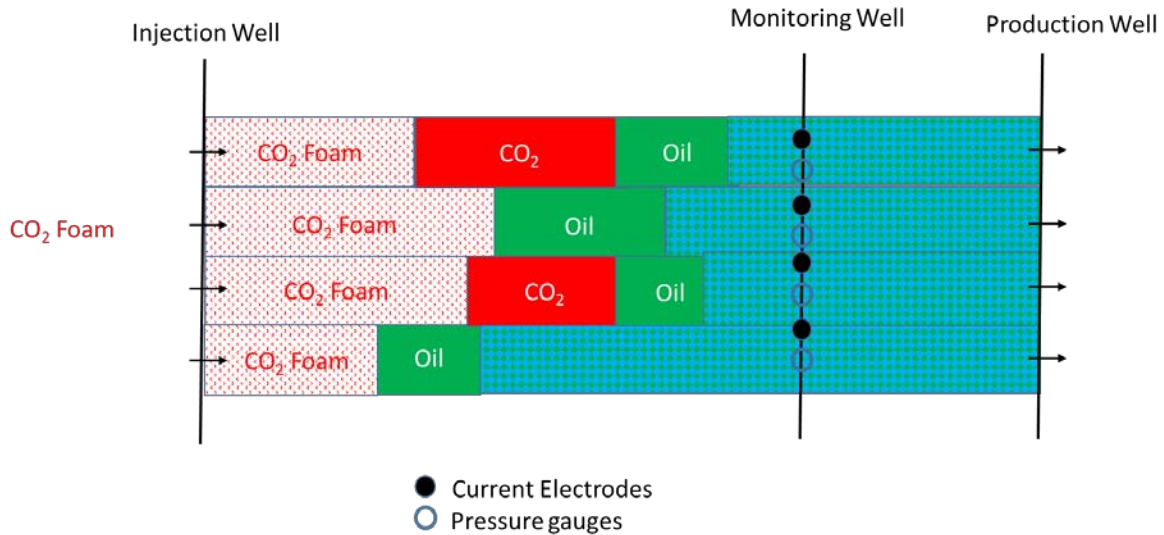 Monitoring Well
Injection Well
Production Well
CO₂ Foam
CO₂
Oil
CO₂ Foam
CO₂ Foam
Oil
CO₂ Foam
CO₂
Oil
CO₂ Foam
Oil
Current Electrodes
Pressure gauges